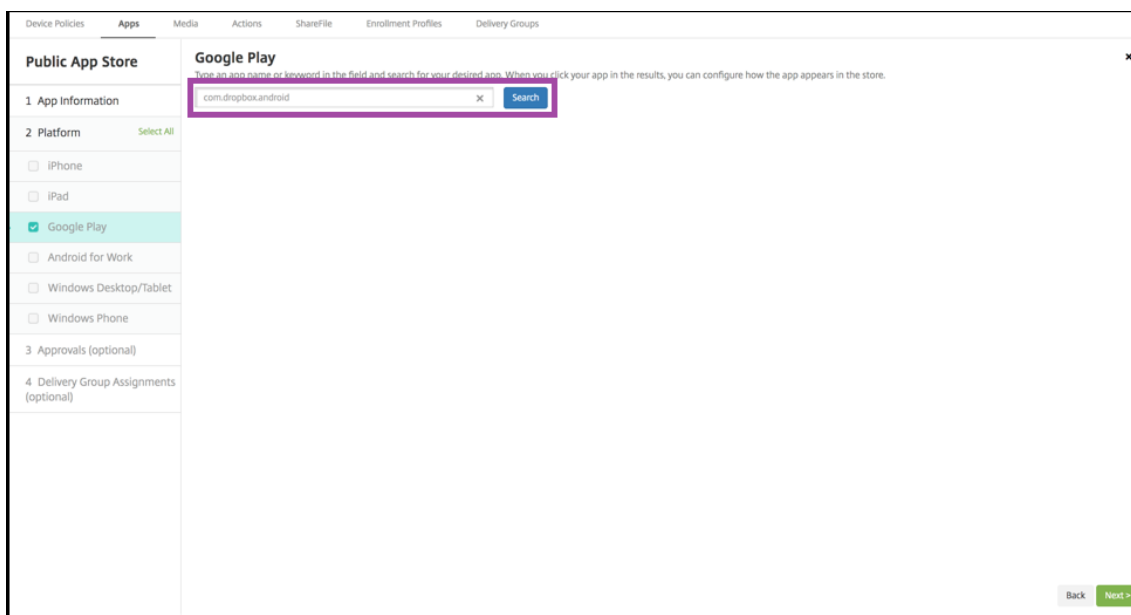 Device Policies Apps Media Actions ShareFile Enrollment Profiles Delivery Groups
Public App Store
1 App Information
2 Platform Select All
iPhone
iPad
Google Play
Android for Work
Windows Desktop/Tablet
Windows Phone
3 Approvals (optional)
4 Delivery Group Assignments
(optional)
Google Play
Type an app name or keyword in the field and search for your desired app. When you click your app in the results, you can configure how the app appears in the store.
com.dropbox.android Search
Back Next >